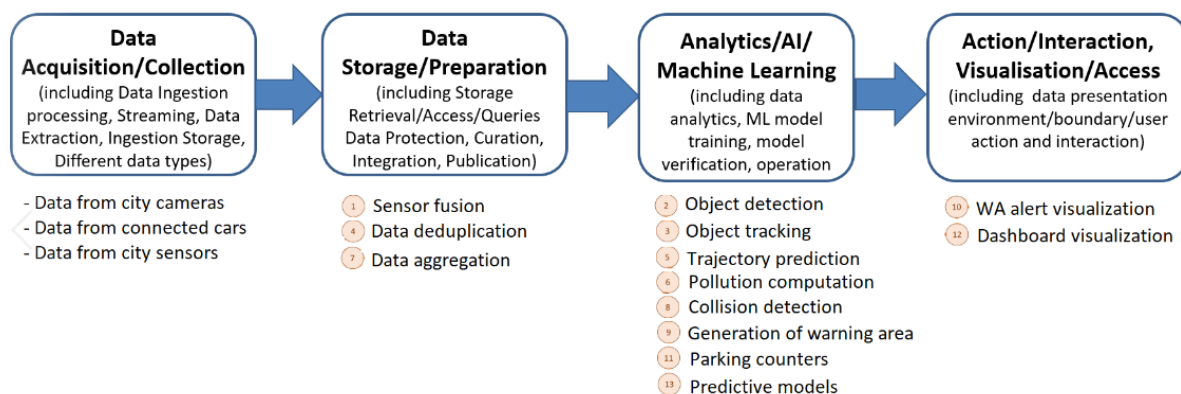 Data
Acquisition/Collection
(including Data Ingestion
processing, Streaming, Data
Extraction, Ingestion Storage,
Different data types)
- Data from city cameras
- Data from connected cars
- Data from city sensors
Data
Storage/Preparation
(including Storage
Retrieval/Access/Queries
Data Protection, Curation,
Integration, Publication)
1 Sensor fusion
4 Data deduplication
7 Data aggregation
Analytics/AI/
Machine Learning
(including data
analytics, ML model
training, model
verification, operation
2 Object detection
3 Object tracking
5 Trajectory prediction
6 Pollution computation
8 Collision detection
9 Generation of warning area
11 Parking counters
13 Predictive models
Action/Interaction,
Visualisation/Access
(including data presentation
environment/boundary/user
action and interaction)
10 WA alert visualization
12 Dashboard visualization